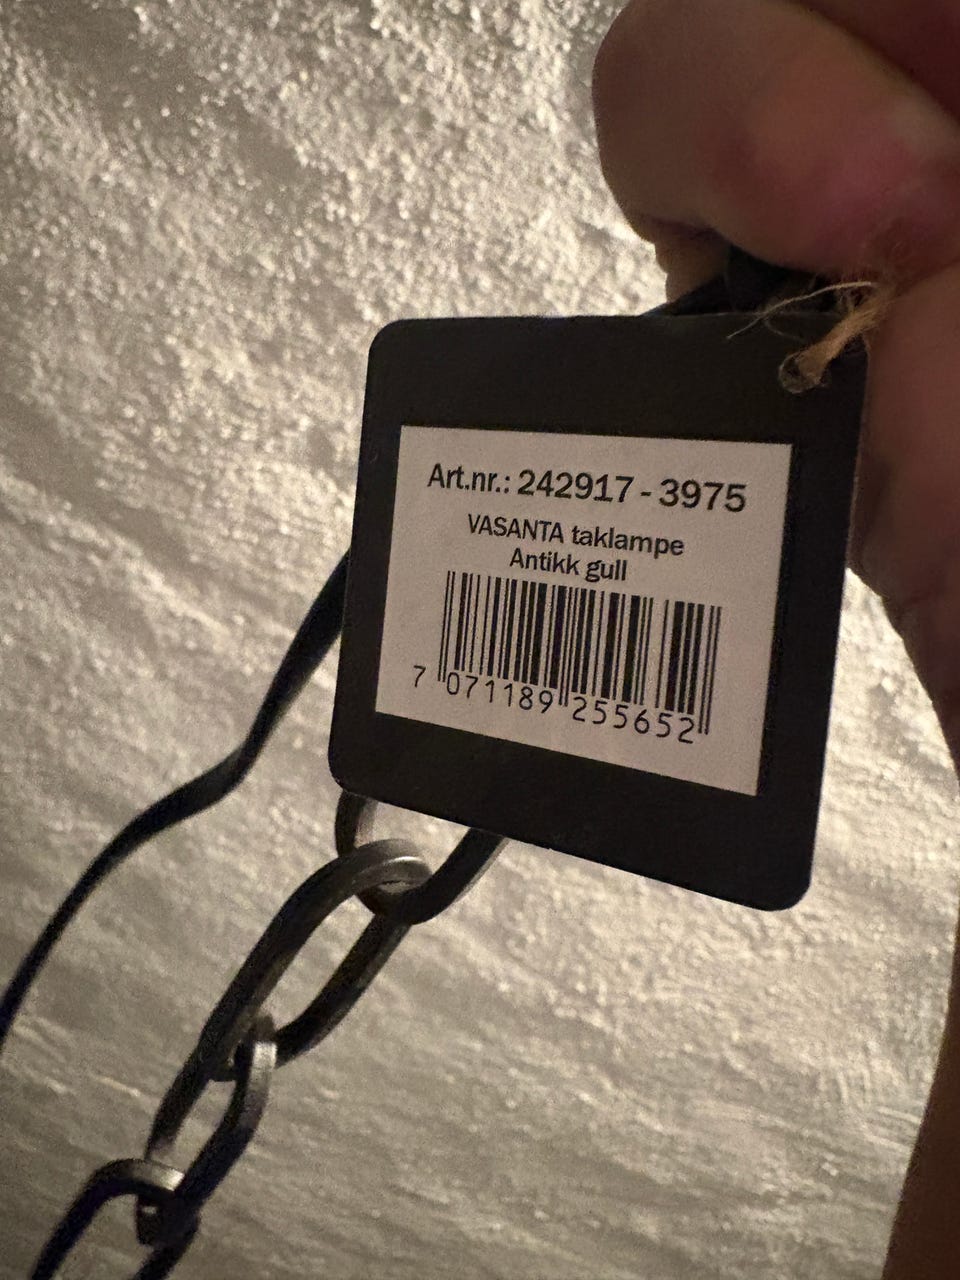 Art.nr.: 242917 - 3975
VASANTA taklampe
Antikk gull
7 071189 255652